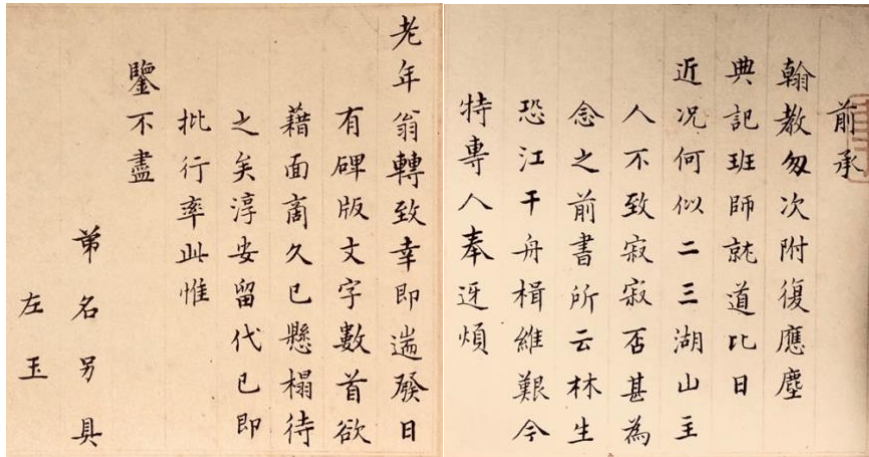 前承
翰教匆次附復應塵
典記班師就道比日
近况何似二三湖山主
人不致寂寂否甚為
念之前書所云林生
恐江干舟楫維艱今
特專人奉迓煩
老年翁轉致幸即遄發日
有碑版文字數首欲
藉面商久已懸榻待
之矣淳安留代已即
批行率此惟
鑒不盡
弟名另具
左玉